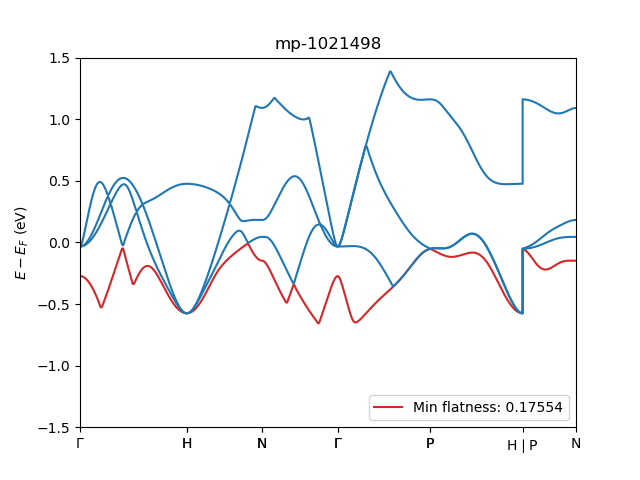 mp-1021498
E − E_F (eV)
1.5
1.0
0.5
0.0
−0.5
−1.0
−1.5
Min flatness: 0.17554
Γ H N Γ P H | P N